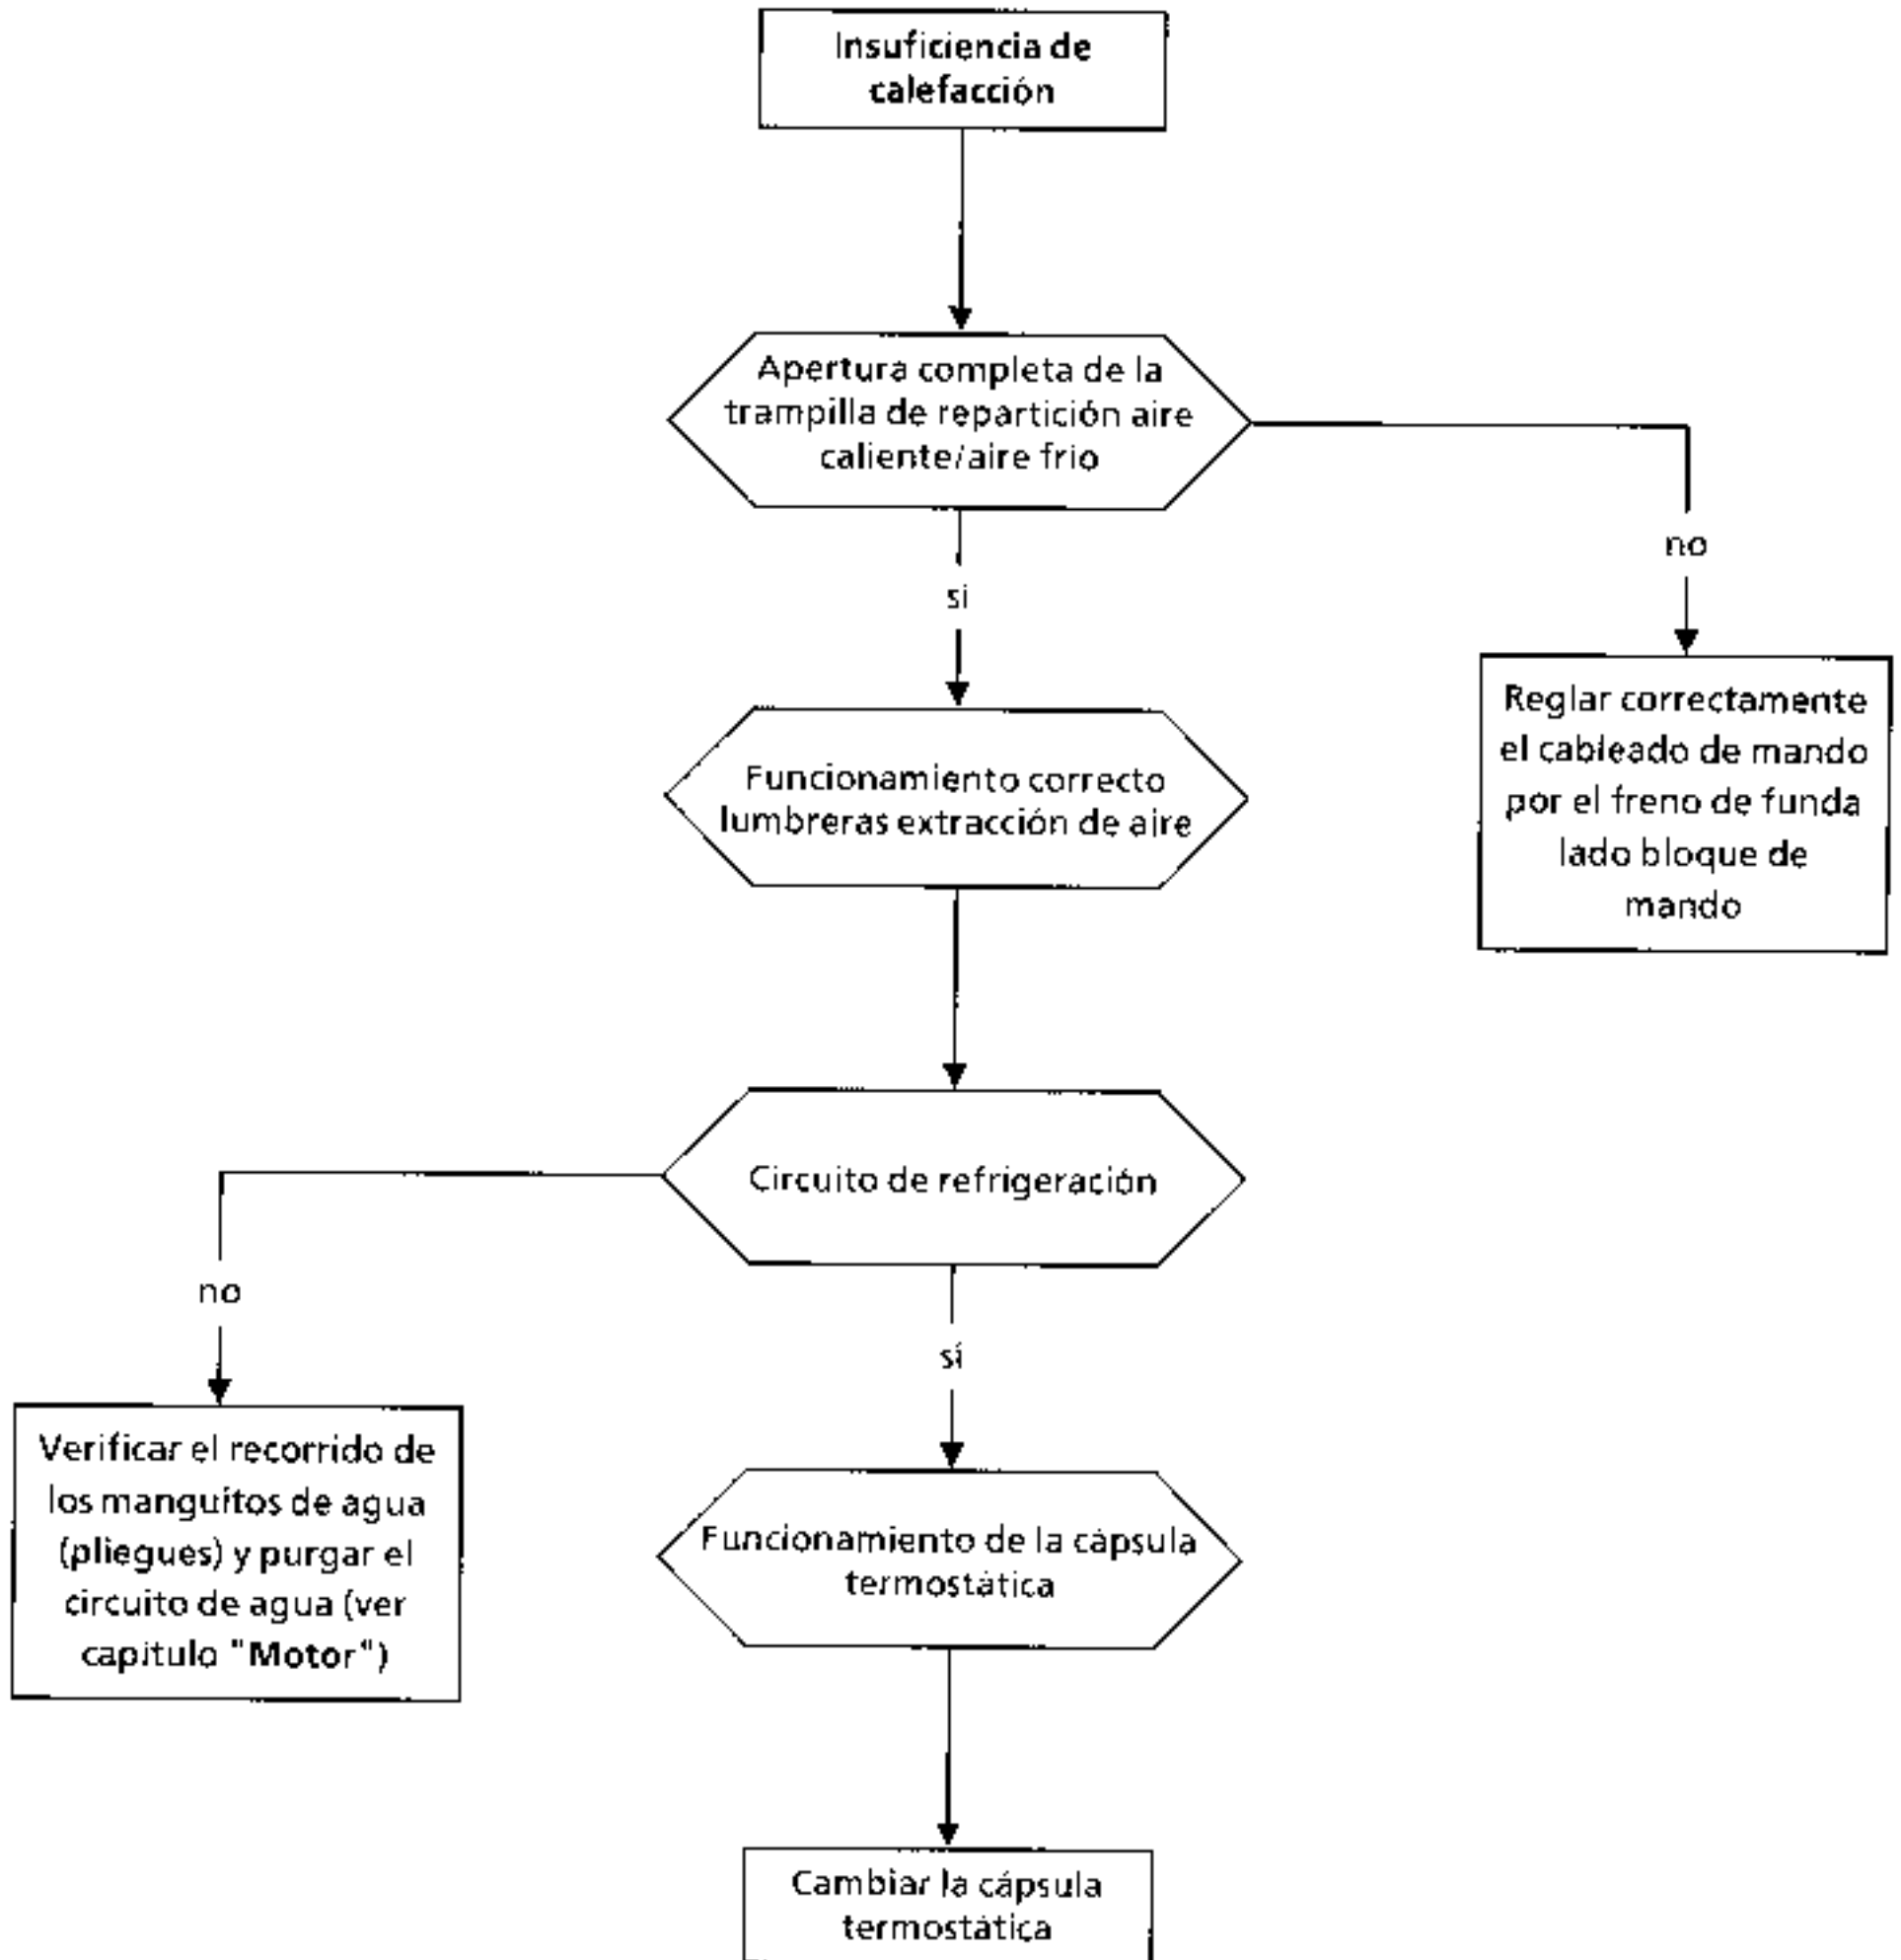 Insuficiencia de
calefacción
Apertura completa de la
trampilla de repartición aire
caliente/aire frio
no
si
Reglar correctamente
el cableado de mando
por el freno de funda
lado bloque de
mando
Funcionamiento correcto
lumbreras extracción de aire
Circuito de refrigeración
no
sí
Verificar el recorrido de
los manguitos de agua
(pliegues) y purgar el
circuito de agua (ver
capitulo "Motor")
Funcionamiento de la cápsula
termostática
Cambiar la cápsula
termostática